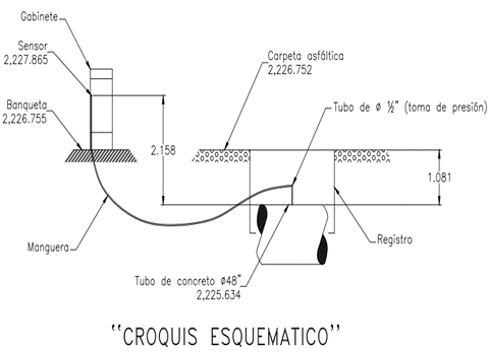 Gabinete
Sensor
2,227.865
Carpeta asfáltica
2,226.752
Banqueta
2,226.755
Tubo de ø ½" (toma de presión)
2.158
1.081
Manguera
Registro
Tubo de concreto ø48"
2,225.634
"CROQUIS ESQUEMATICO"